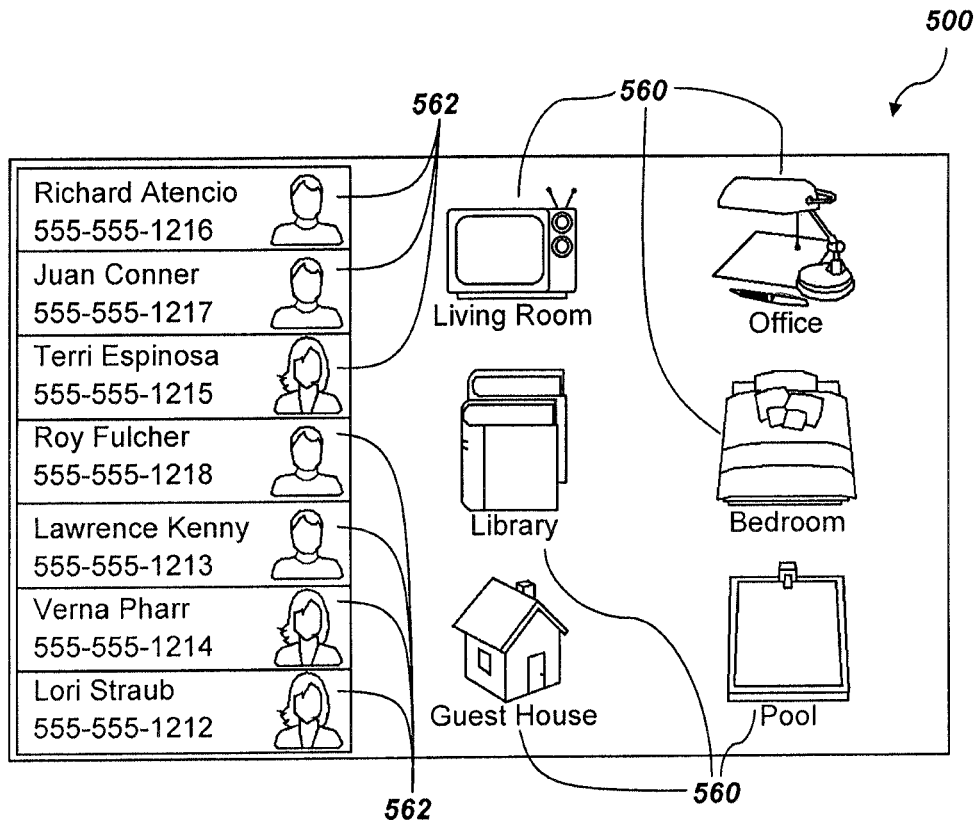 500
562
560
Richard Atencio
555-555-1216
Juan Conner
555-555-1217
Terri Espinosa
555-555-1215
Roy Fulcher
555-555-1218
Lawrence Kenny
555-555-1213
Verna Pharr
555-555-1214
Lori Straub
555-555-1212
Living Room
Office
Library
Bedroom
Guest House
Pool
562
560